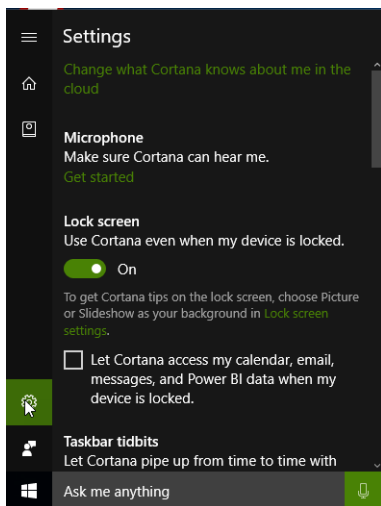 Settings
Change what Cortana knows about me in the
cloud
Microphone
Make sure Cortana can hear me.
Get started
Lock screen
Use Cortana even when my device is locked.
On
To get Cortana tips on the lock screen, choose Picture
or Slideshow as your background in Lock screen
settings.
Let Cortana access my calendar, email,
messages, and Power BI data when my
device is locked.
Taskbar tidbits
Let Cortana pipe up from time to time with
Ask me anything